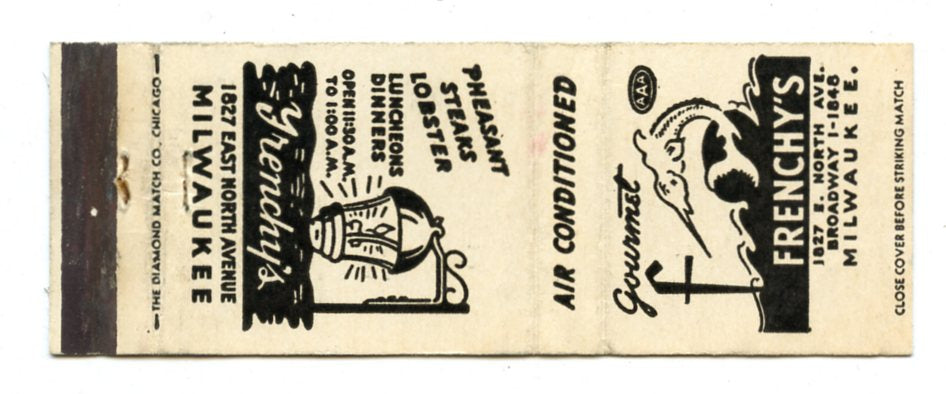 PHEASANT
STEAKS
LOBSTER
LUNCHEONS
DINNERS
OPEN 11:30 A.M.
TO 1:00 A.M.
Frenchy's
1827 EAST NORTH AVENUE
MILWAUKEE
THE DIAMOND MATCH CO., CHICAGO
AIR CONDITIONED
AAA
Gourmet
FRENCHY'S
1827 E. NORTH AVE.
BROADWAY 1-1848
MILWAUKEE.
CLOSE COVER BEFORE STRIKING MATCH